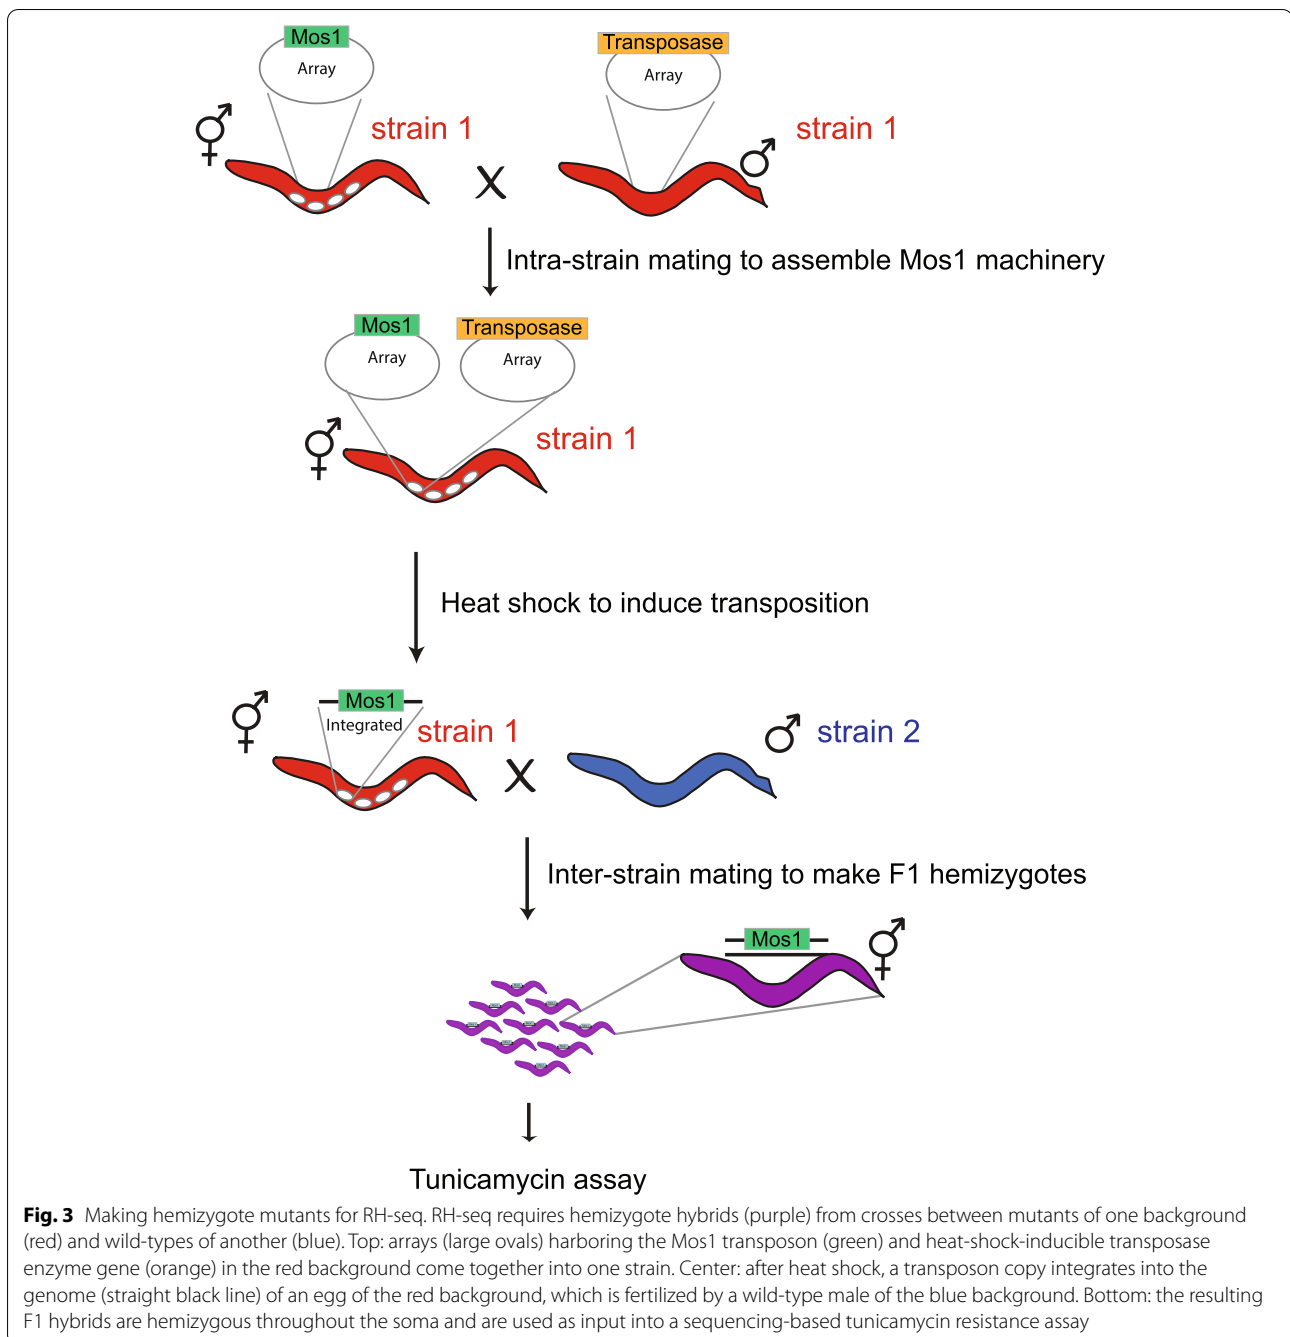 Mos1
Array
Transposase
Array
strain 1
strain 1
X
Intra-strain mating to assemble Mos1 machinery
Mos1
Array
Transposase
Array
strain 1
Heat shock to induce transposition
Mos1
Integrated
strain 1
X
strain 2
Inter-strain mating to make F1 hemizygotes
Mos1
Tunicamycin assay
Fig. 3 Making hemizygote mutants for RH-seq. RH-seq requires hemizygote hybrids (purple) from crosses between mutants of one background
(red) and wild-types of another (blue). Top: arrays (large ovals) harboring the Mos1 transposon (green) and heat-shock-inducible transposase
enzyme gene (orange) in the red background come together into one strain. Center: after heat shock, a transposon copy integrates into the
genome (straight black line) of an egg of the red background, which is fertilized by a wild-type male of the blue background. Bottom: the resulting
F1 hybrids are hemizygous throughout the soma and are used as input into a sequencing-based tunicamycin resistance assay